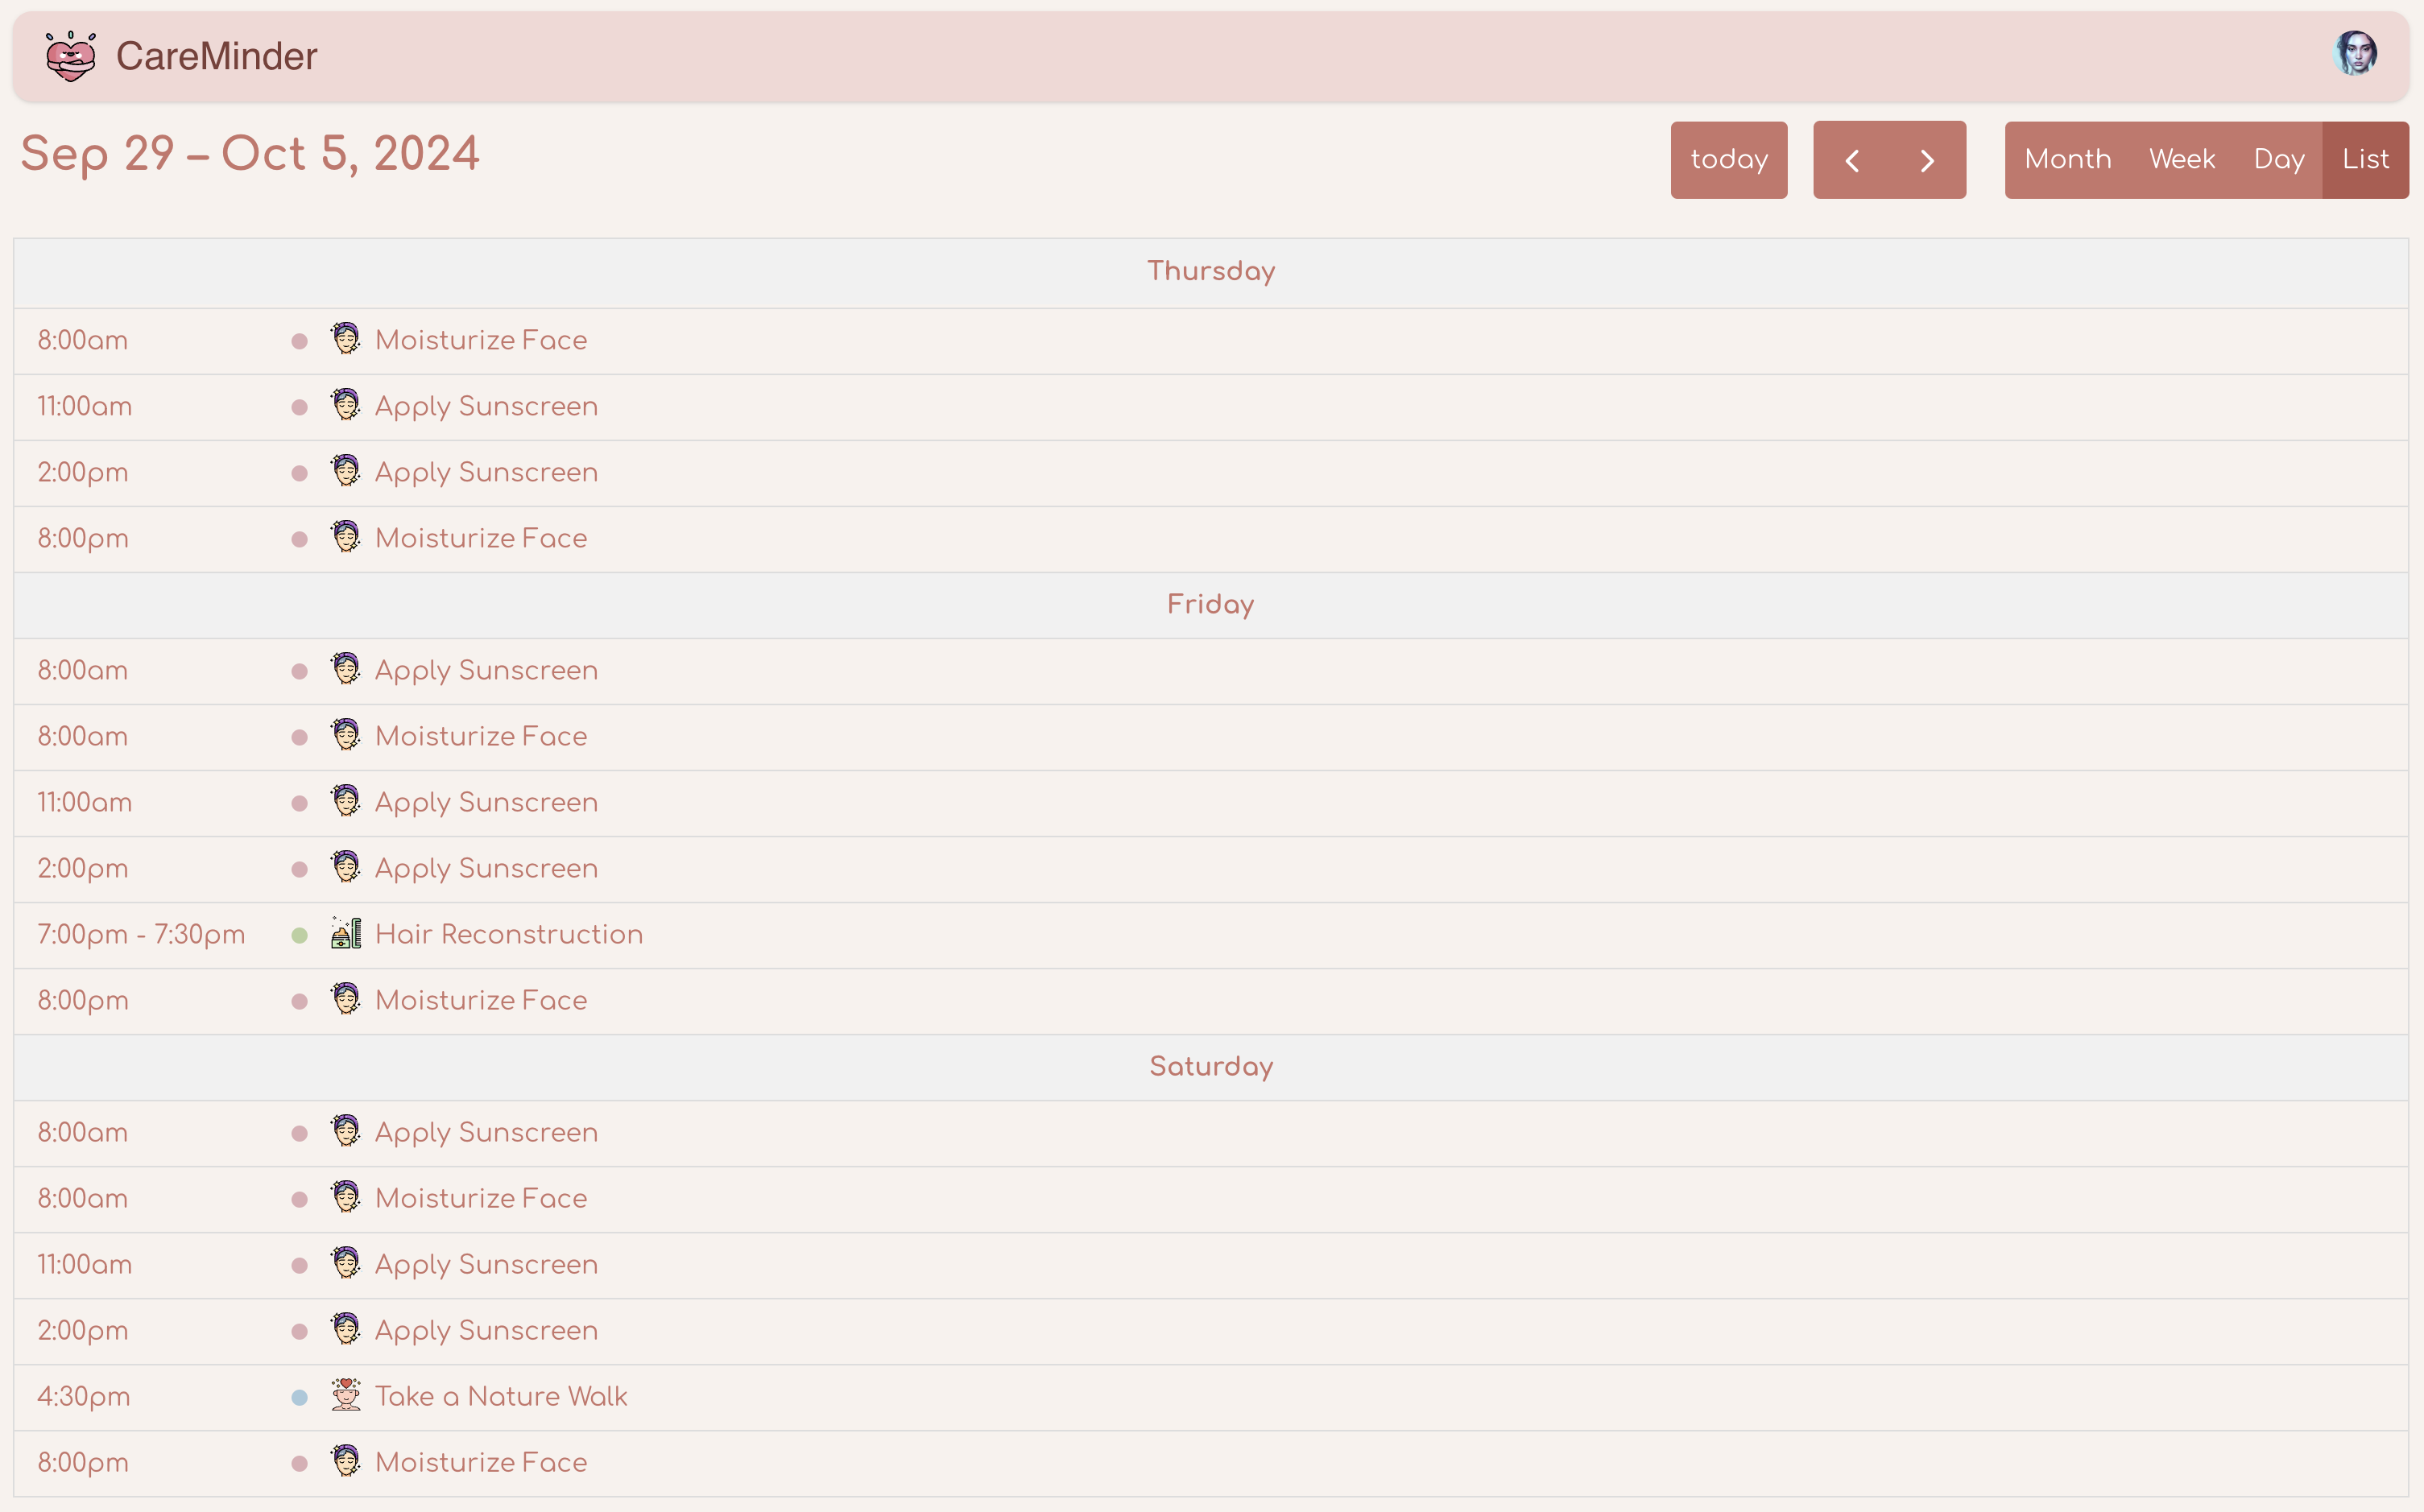 CareMinder
Sep 29 – Oct 5, 2024
today
Month Week Day List
Thursday
8:00am Moisturize Face
11:00am Apply Sunscreen
2:00pm Apply Sunscreen
8:00pm Moisturize Face
Friday
8:00am Apply Sunscreen
8:00am Moisturize Face
11:00am Apply Sunscreen
2:00pm Apply Sunscreen
7:00pm - 7:30pm Hair Reconstruction
8:00pm Moisturize Face
Saturday
8:00am Apply Sunscreen
8:00am Moisturize Face
11:00am Apply Sunscreen
2:00pm Apply Sunscreen
4:30pm Take a Nature Walk
8:00pm Moisturize Face